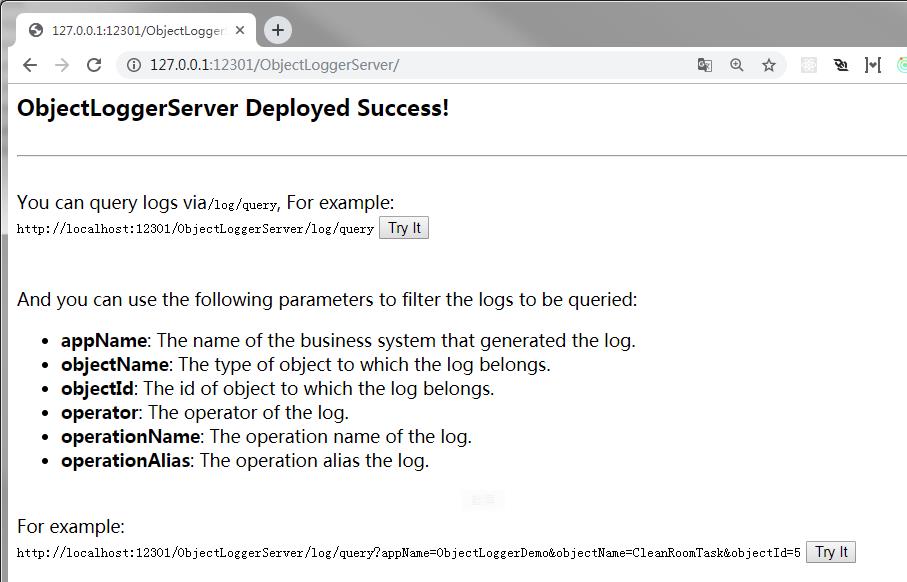 127.0.0.1:12301/ObjectLogger
127.0.0.1:12301/ObjectLoggerServer/
ObjectLoggerServer Deployed Success!
You can query logs via/log/query, For example:
http://localhost:12301/ObjectLoggerServer/log/query Try It
And you can use the following parameters to filter the logs to be queried:
• appName: The name of the business system that generated the log.
• objectName: The type of object to which the log belongs.
• objectId: The id of object to which the log belongs.
• operator: The operator of the log.
• operationName: The operation name of the log.
• operationAlias: The operation alias the log.
For example:
http://localhost:12301/ObjectLoggerServer/log/query?appName=ObjectLoggerDemo&objectName=CleanRoomTask&objectId=5 Try It